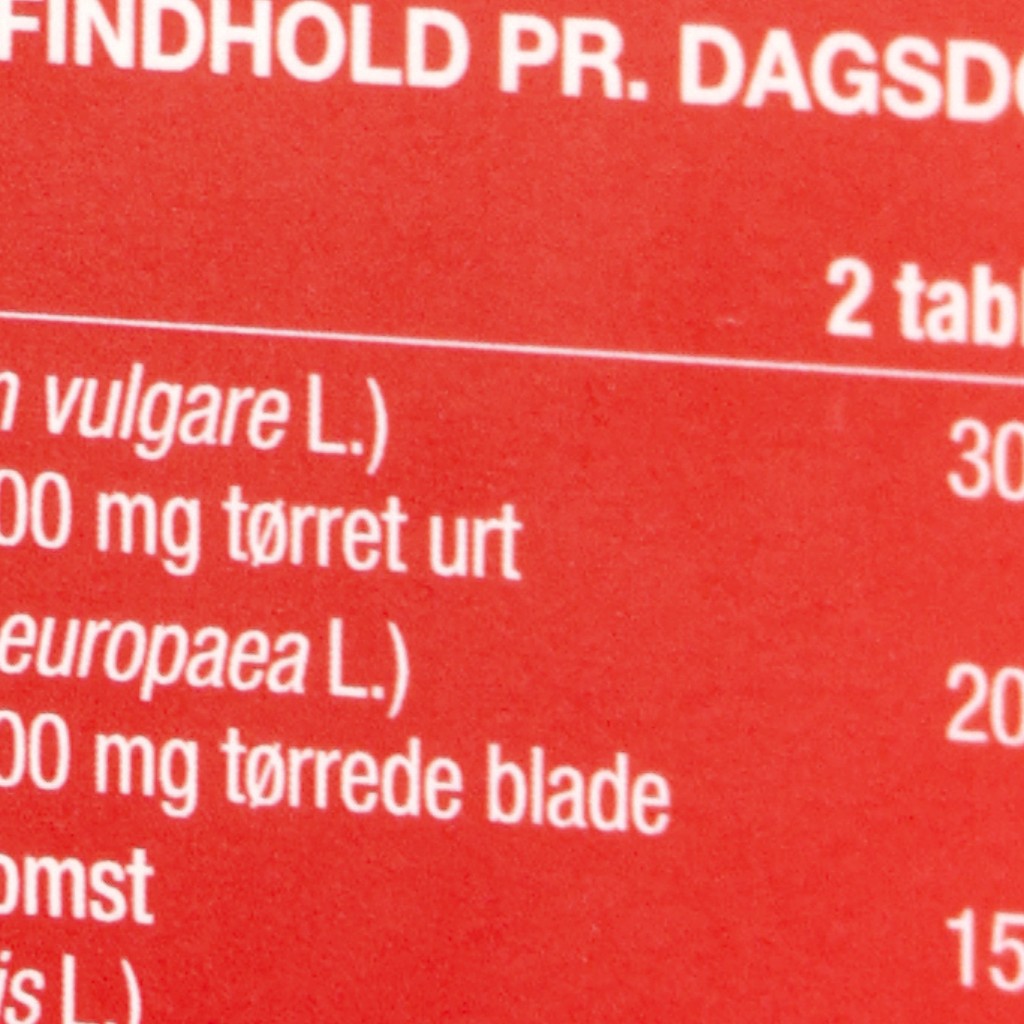 FINDHOLD PR. DAGSD
2 tabl
vulgare L.) 30
00 mg tørret urt
europaea L.) 20
00 mg tørrede blade
omst
is L.) 15